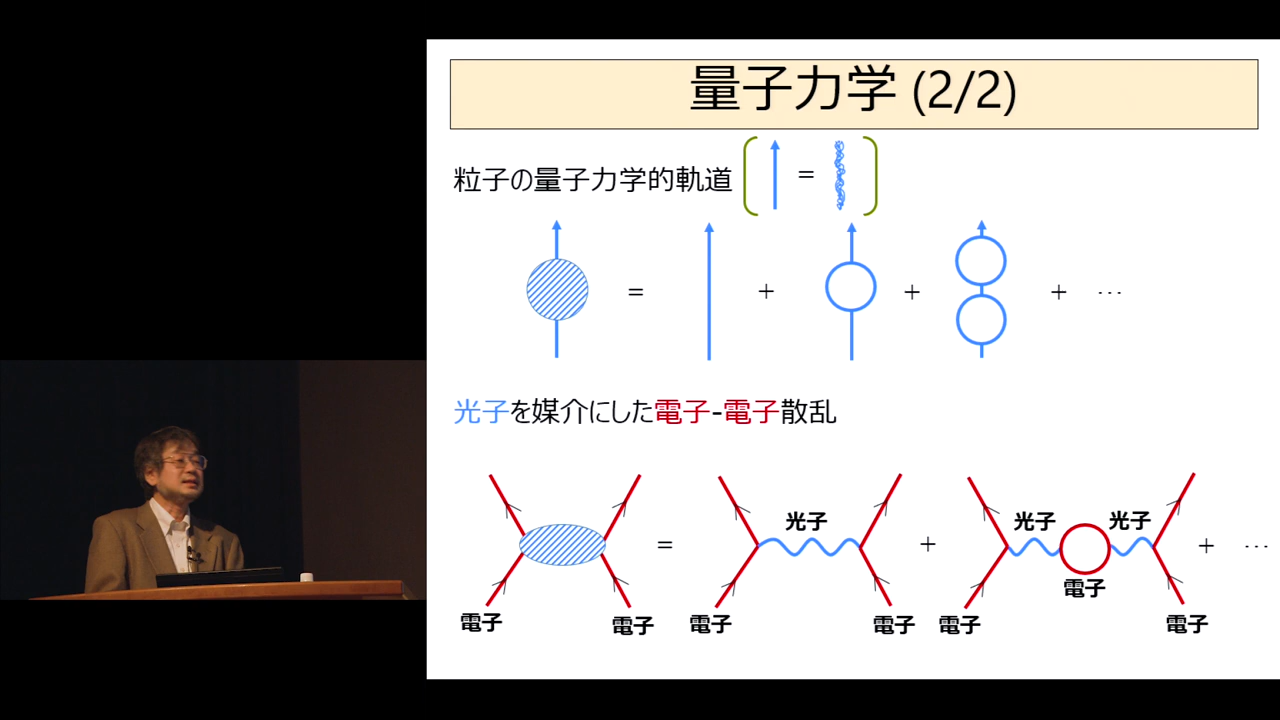 量子力学 (2/2)
粒子の量子力学的軌道 =
= + + + …
光子を媒介にした電子-電子散乱
光子 光子 光子
= + + …
電子
電子 電子 電子 電子 電子 電子